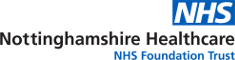 NHS
Nottinghamshire Healthcare
NHS Foundation Trust